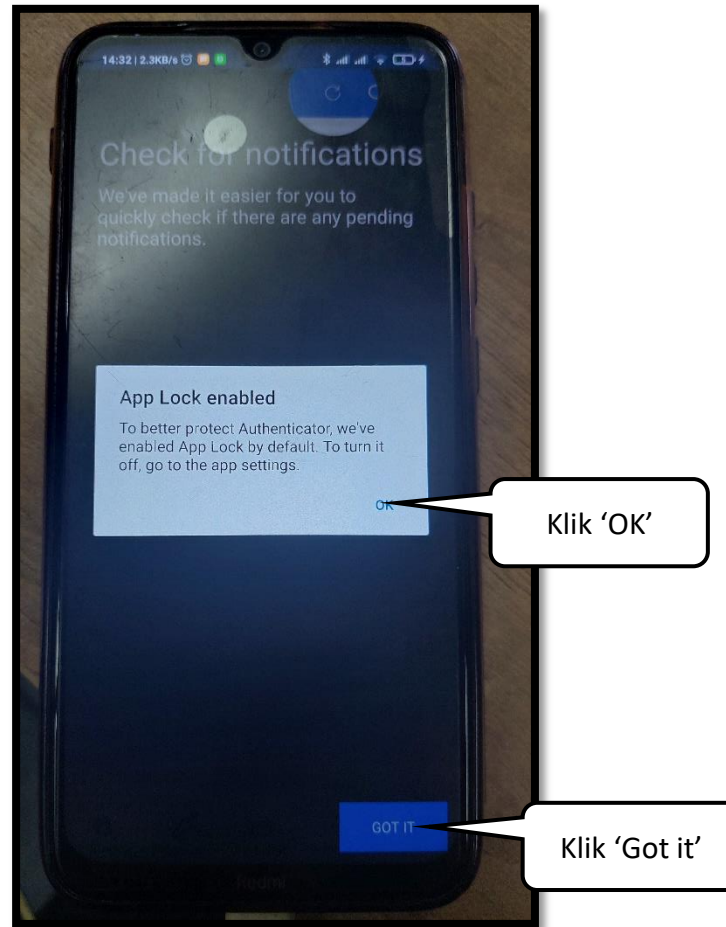 14:32 | 2.3KB/s
Check for notifications
We've made it easier for you to
quickly check if there are any pending
notifications.
App Lock enabled
To better protect Authenticator, we've
enabled App Lock by default. To turn it
off, go to the app settings.
OK
Klik ‘OK’
GOT IT
Klik ‘Got it’
Redmi